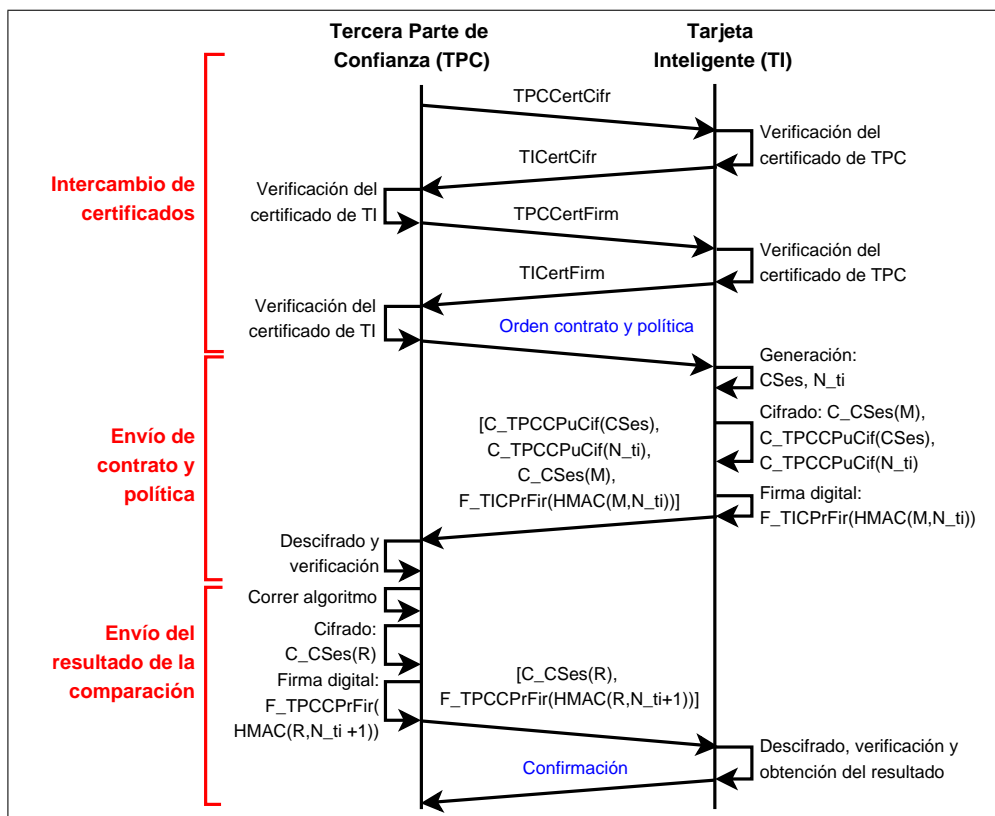 Tercera Parte de
Confianza (TPC)
Tarjeta
Inteligente (TI)
Intercambio de
certificados
TPCCertCifr
Verificación del
certificado de TPC
TICertCifr
Verificación del
certificado de TI
TPCCertFirm
Verificación del
certificado de TPC
TICertFirm
Verificación del
certificado de TI
Orden contrato y política
Envío de
contrato y
política
Generación:
CSes, N_ti
Cifrado: C_CSes(M),
C_TPCCPuCif(CSes),
C_TPCCPuCif(N_ti)
Firma digital:
F_TICPrFir(HMAC(M,N_ti))
[C_TPCCPuCif(CSes),
C_TPCCPuCif(N_ti),
C_CSes(M),
F_TICPrFir(HMAC(M,N_ti))]
Descifrado y
verificación
Envío del
resultado de la
comparación
Correr algoritmo
Cifrado:
C_CSes(R)
Firma digital:
F_TPCCPrFir(
HMAC(R,N_ti +1))
[C_CSes(R),
F_TPCCPrFir(HMAC(R,N_ti+1))]
Descifrado, verificación y
obtención del resultado
Confirmación